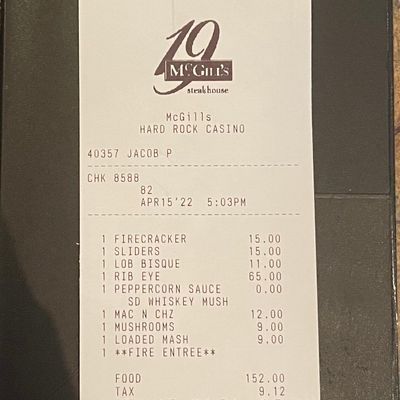 19
McGILL'S
steakhouse
McGills
HARD ROCK CASINO
40357 JACOB P
CHK 8588
82
APR15'22 5:03PM
1 FIRECRACKER 15.00
1 SLIDERS 15.00
1 LOB BISQUE 11.00
1 RIB EYE 65.00
1 PEPPERCORN SAUCE 0.00
SD WHISKEY MUSH
1 MAC N CHZ 12.00
1 MUSHROOMS 9.00
1 LOADED MASH 9.00
1 **FIRE ENTREE**
FOOD 152.00
TAX 9.12